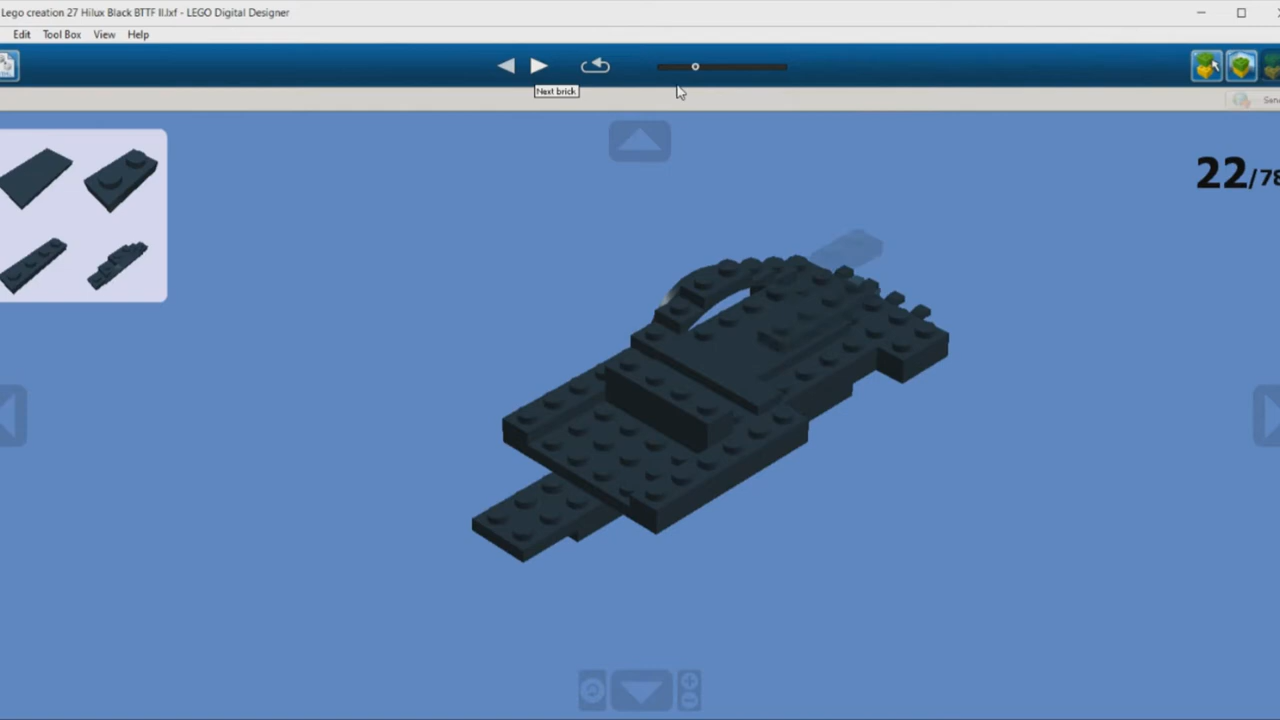 Lego creation 27 Hilux Black BTTF II.lxf - LEGO Digital Designer
Edit Tool Box View Help
Next brick
22/78